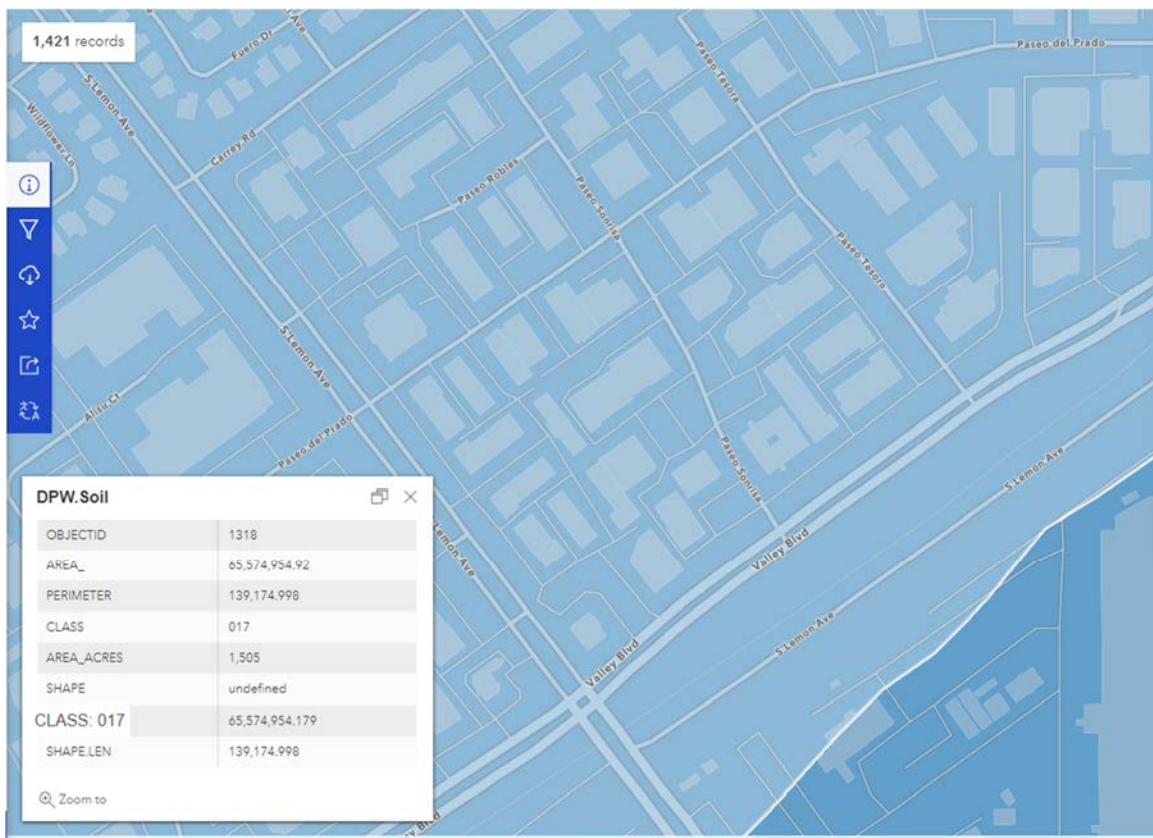 1,421 records
Fuero Dr
Ave
S Lemon Ave
Wildflower Ln
Carrey Rd
Paseo Robles
Paseo Sonrisa
Paseo Tesora
Paseo del Prado
Paseo Tesoro
S Lemon Ave
Alisu Ct
Paseo del Prado
Paseo Sonrisa
S Lemon Ave
Valley Blvd
S Lemon Ave
Valley Blvd
S Lemon Ave
DPW.Soil
OBJECTID 1318
AREA_ 65,574,954.92
PERIMETER 139,174.998
CLASS 017
AREA_ACRES 1,505
SHAPE undefined
CLASS: 017 65,574,954.179
SHAPE.LEN 139,174.998
Zoom to
Blvd